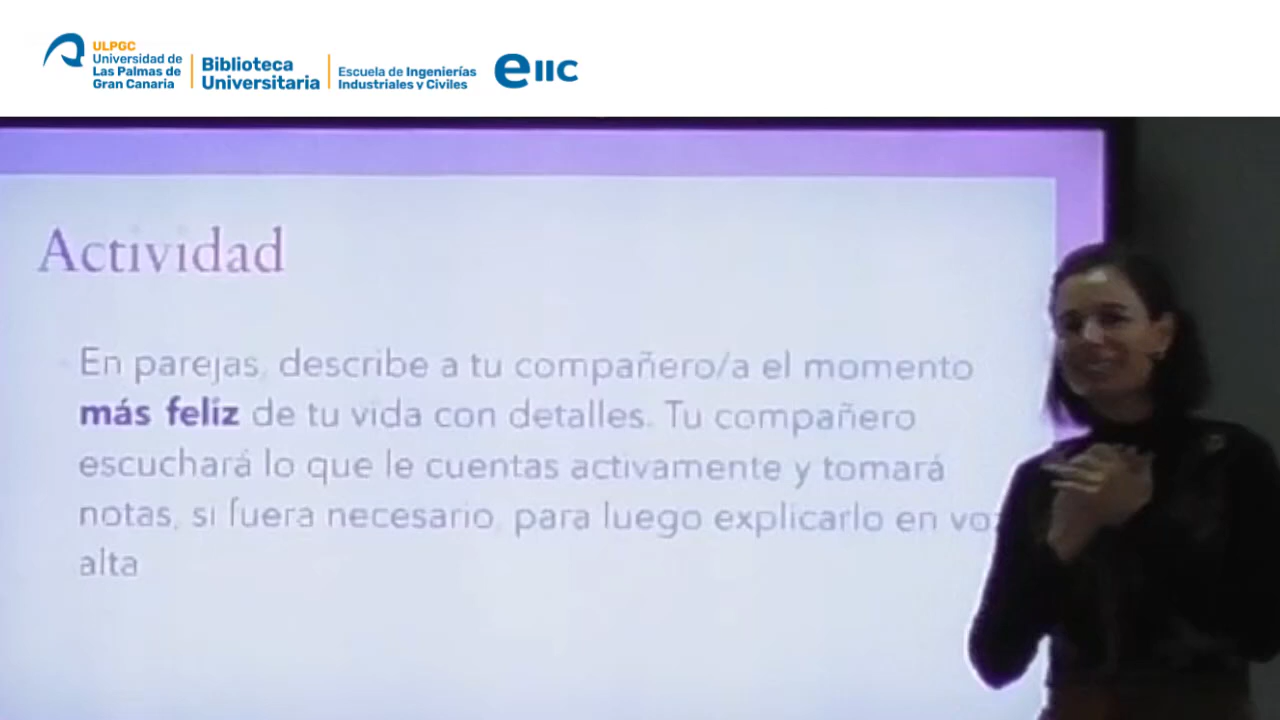 ULPGC
Universidad de
Las Palmas de
Gran Canaria
Biblioteca
Universitaria
Escuela de Ingenierías
Industriales y Civiles
eiic
Actividad
En parejas, describe a tu compañero/a el momento
más feliz de tu vida con detalles. Tu compañero
escuchará lo que le cuentas activamente y tomará
notas, si fuera necesario, para luego explicarlo en vo
alta